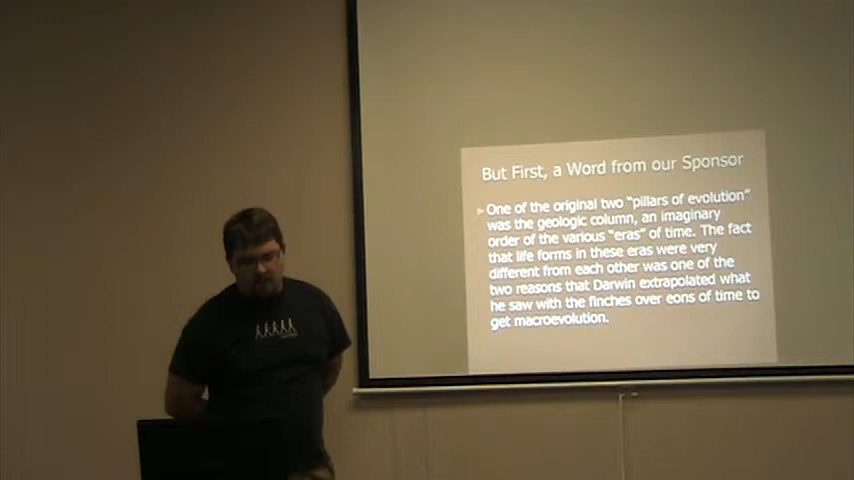 But First, a Word from our Sponsor
One of the original two "pillars of evolution"
was the geologic column, an imaginary
order of the various "eras" of time. The fact
that life forms in these eras were very
different from each other was one of the
two reasons that Darwin extrapolated what
he saw with the finches over eons of time to
get macroevolution.